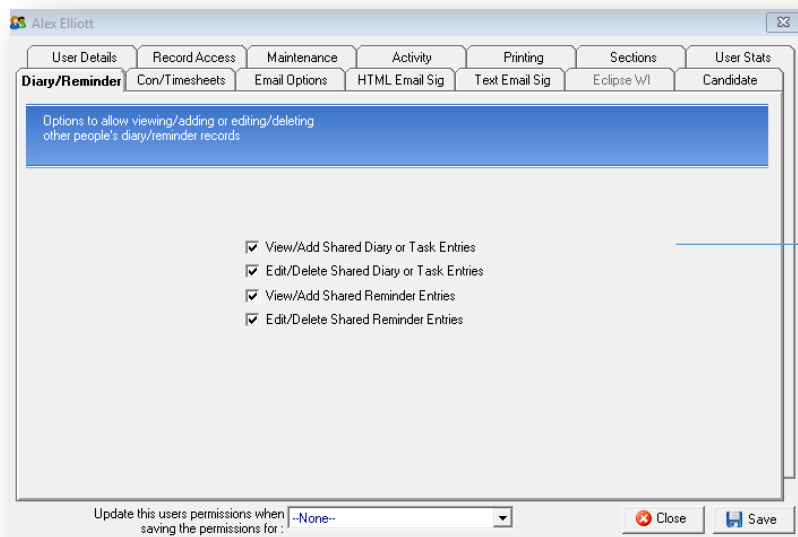 Alex Elliott
User Details Record Access Maintenance Activity Printing Sections User Stats
Diary/Reminder Con/Timesheets Email Options HTML Email Sig Text Email Sig Eclipse WI Candidate
Options to allow viewing/adding or editing/deleting
other people's diary/reminder records
View/Add Shared Diary or Task Entries
Edit/Delete Shared Diary or Task Entries
View/Add Shared Reminder Entries
Edit/Delete Shared Reminder Entries
Update this users permissions when
saving the permissions for :
--None--
Close
Save